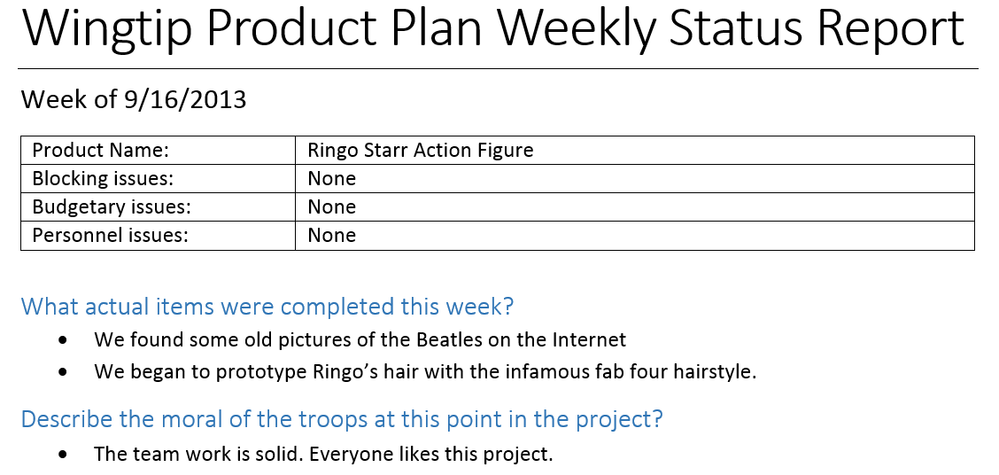 Wingtip Product Plan Weekly Status Report
Week of 9/16/2013
Product Name: Ringo Starr Action Figure
Blocking issues: None
Budgetary issues: None
Personnel issues: None
What actual items were completed this week?
• We found some old pictures of the Beatles on the Internet
• We began to prototype Ringo’s hair with the infamous fab four hairstyle.
Describe the moral of the troops at this point in the project?
• The team work is solid. Everyone likes this project.